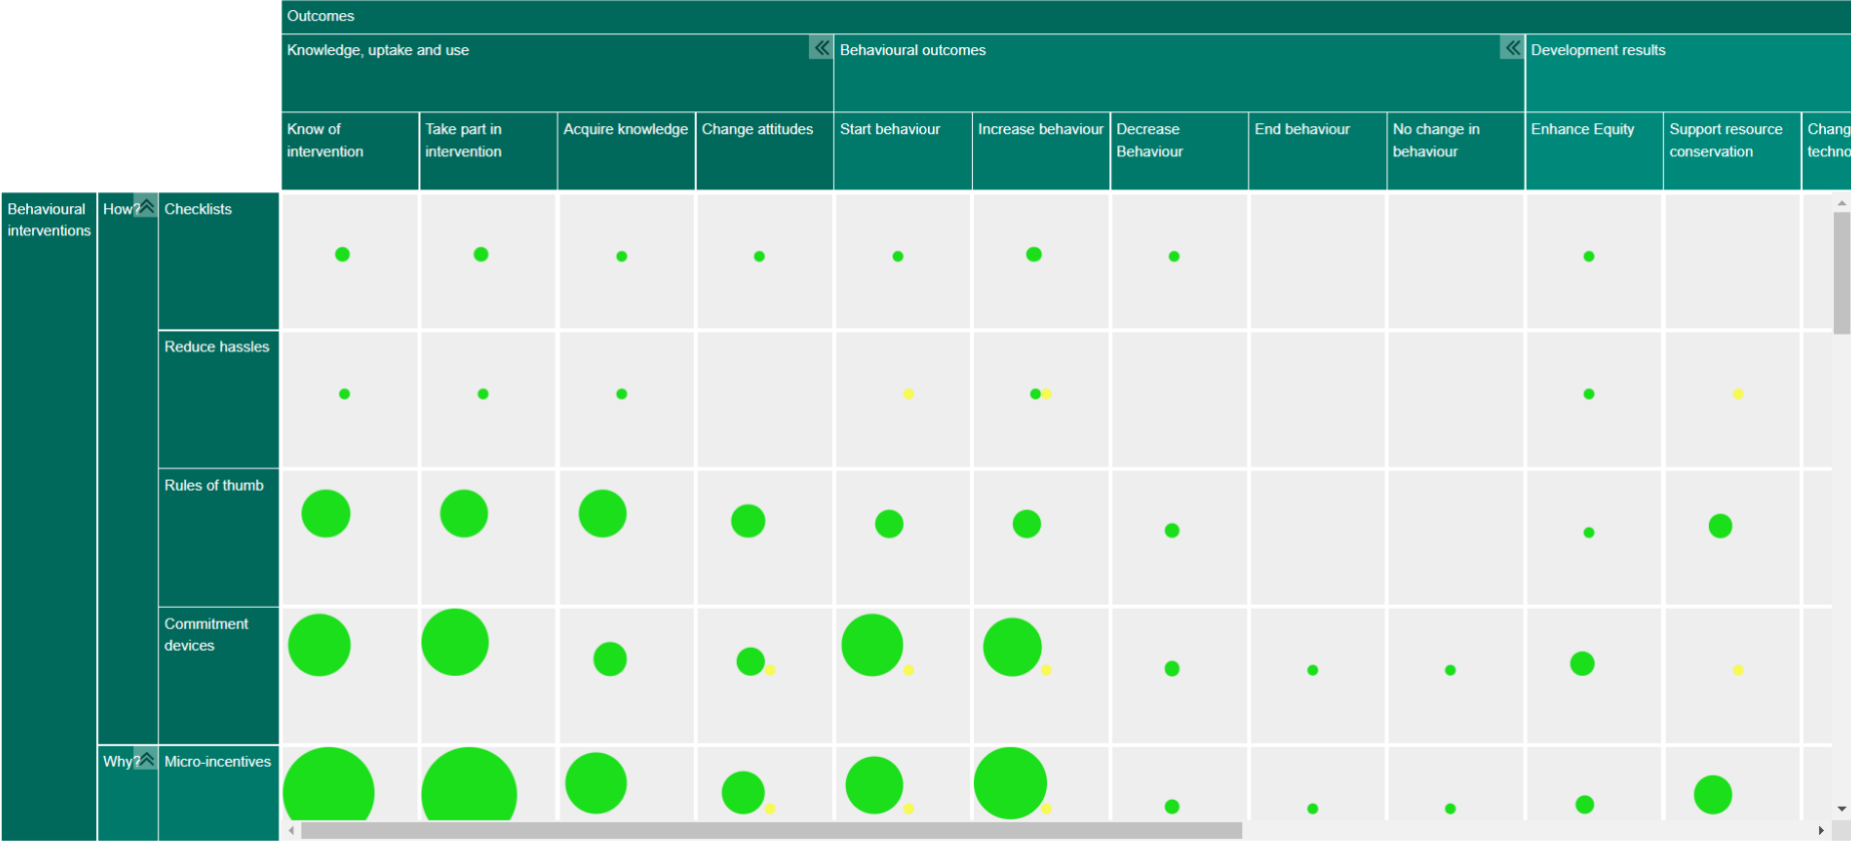 Outcomes
Knowledge, uptake and use
Behavioural outcomes
Development results
Know of
intervention
Take part in
intervention
Acquire knowledge
Change attitudes
Start behaviour
Increase behaviour
Decrease
Behaviour
End behaviour
No change in
behaviour
Enhance Equity
Support resource
conservation
Chang
techno
Behavioural
interventions
How?
Checklists
Reduce hassles
Rules of thumb
Commitment
devices
Why?
Micro-incentives